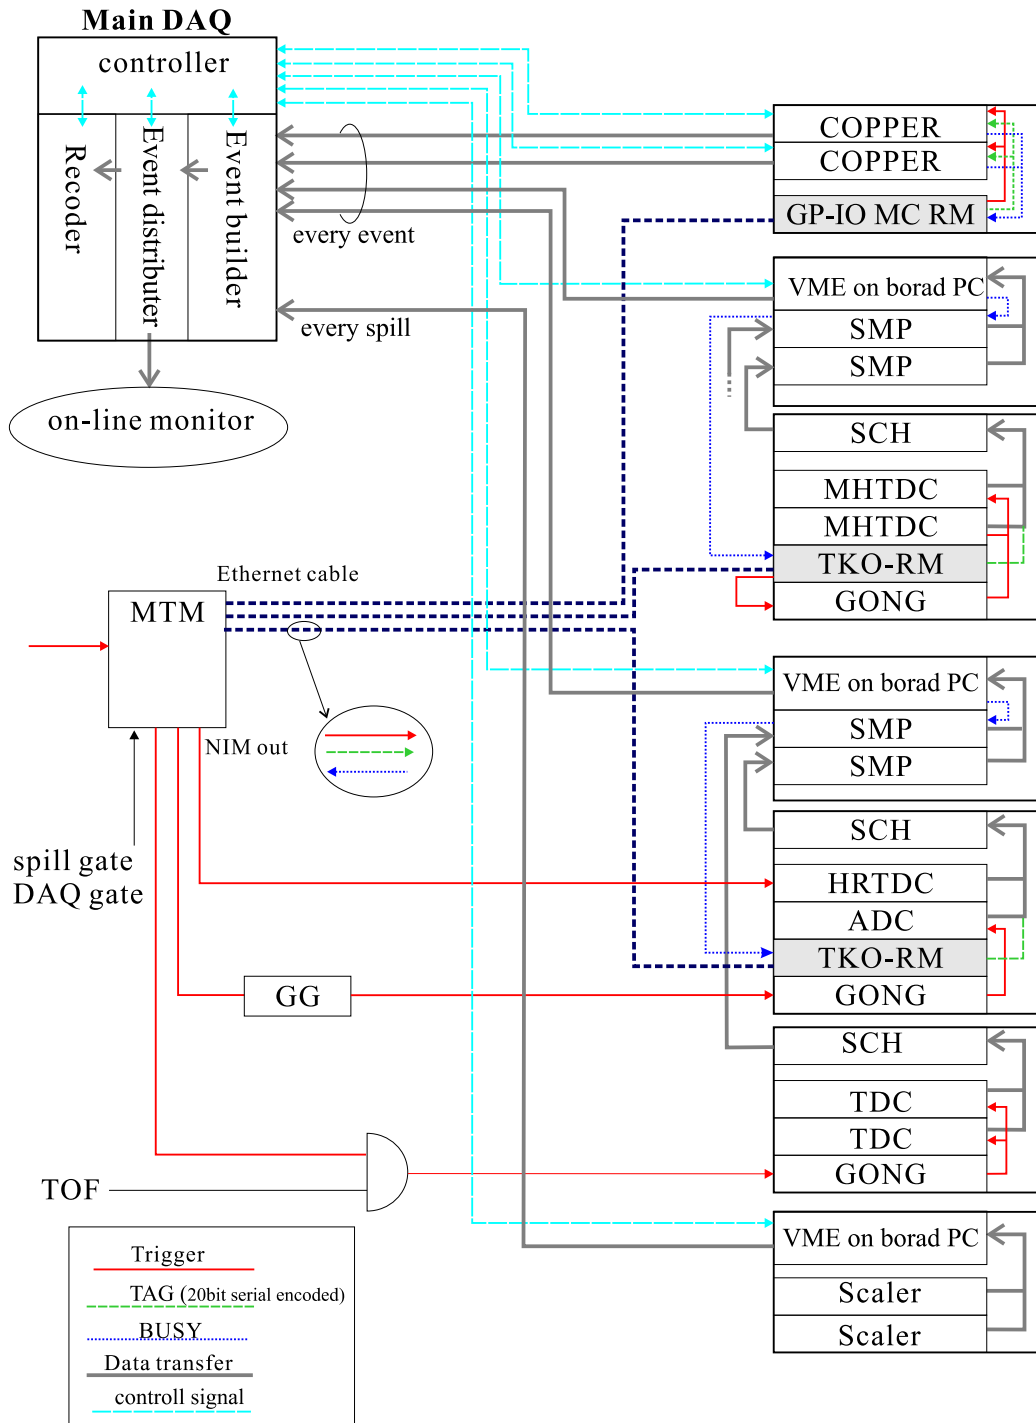 Main DAQ
controller
Recoder
Event distributer
Event builder
every event
every spill
on-line monitor
COPPER
COPPER
GP-IO MC RM
VME on borad PC
SMP
SMP
SCH
MHTDC
MHTDC
TKO-RM
GONG
Ethernet cable
MTM
NIM out
spill gate
DAQ gate
VME on borad PC
SMP
SMP
SCH
HRTDC
ADC
TKO-RM
GONG
GG
SCH
TDC
TDC
GONG
TOF
VME on borad PC
Scaler
Scaler
Trigger
TAG (20bit serial encoded)
BUSY
Data transfer
controll signal